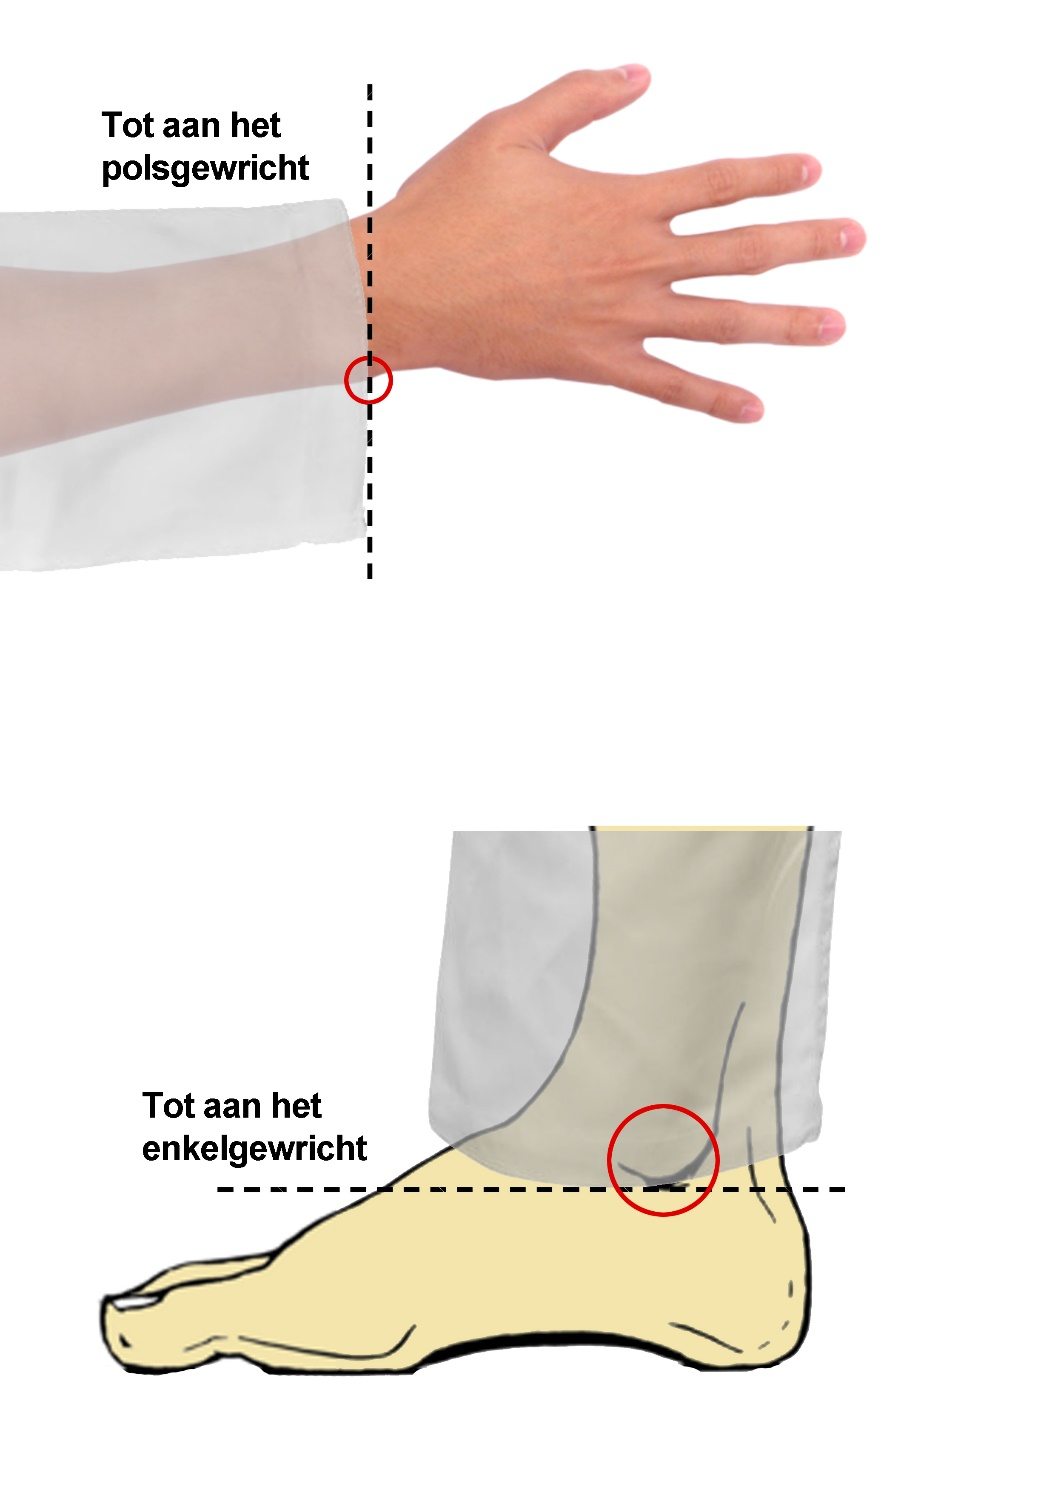 Tot aan het
polsgewricht
Tot aan het
enkelgewricht